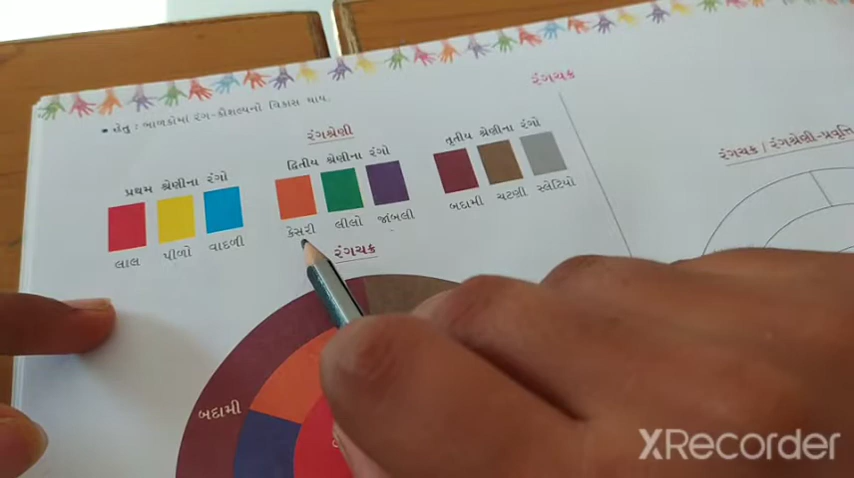 • હેતુ : બાળકોમાં રંગ-કૌશલ્યનો વિકાસ થાય.
રંગશ્રેણી
પ્રથમ શ્રેણીના રંગો
લાલ
પીળો
વાદળી
દ્વિતીય શ્રેણીના રંગો
કેસરી
લીલો
જાંબલી
તૃતીય શ્રેણીના રંગો
બદામી
ચટણી
સ્લેટિયો
રંગચક્ર
બદામી
રંગચક્ર
રંગચક્ર / રંગશ્રેણી-પ્રવૃત્તિ
XRecorder